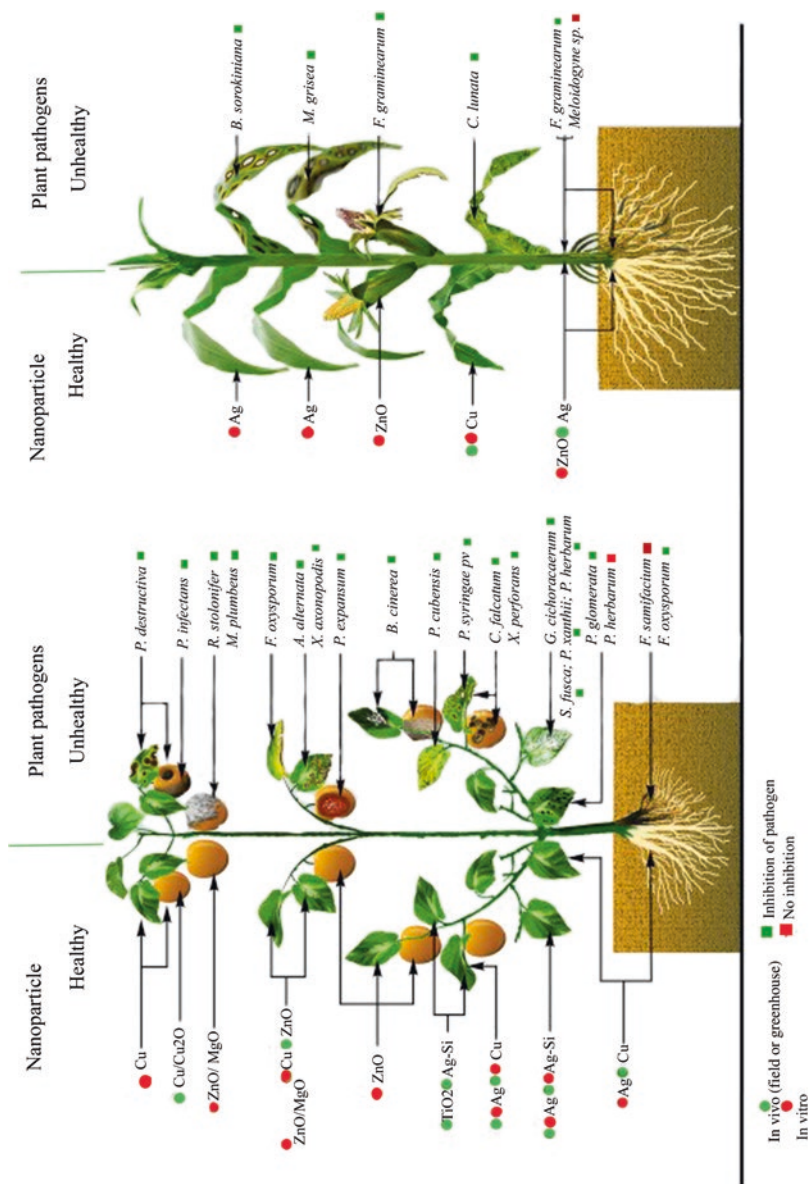 Nanoparticle
Plant pathogens
Healthy
Unhealthy
Cu
Cu/Cu2O
ZnO/ MgO
Cu ZnO
ZnO/MgO
ZnO
TiO2 Ag-Si
Ag Cu
Ag Ag-Si
Ag Cu
P. destructiva
P. infectans
R. stolonifer
M. plumbeus
F. oxysporum
A. alternata
X. axonopodis
P. expansum
B. cinerea
P. cubensis
P. syringae pv
C. falcatum
X. perforans
G. cichoracaerum
S. fusca; P. xanthii; P. herbarum
P. glomerata
P. herbarum
F. samifacium
F. oxysporum
Nanoparticle
Plant pathogens
Healthy
Unhealthy
Ag
Ag
ZnO
Cu
ZnO Ag
B. sorokiniana
M. grisea
F. graminearum
C. lunata
F. graminearum
Meloidogyne sp.
In vivo (field or greenhouse)
In vitro
Inhibition of pathogen
No inhibition